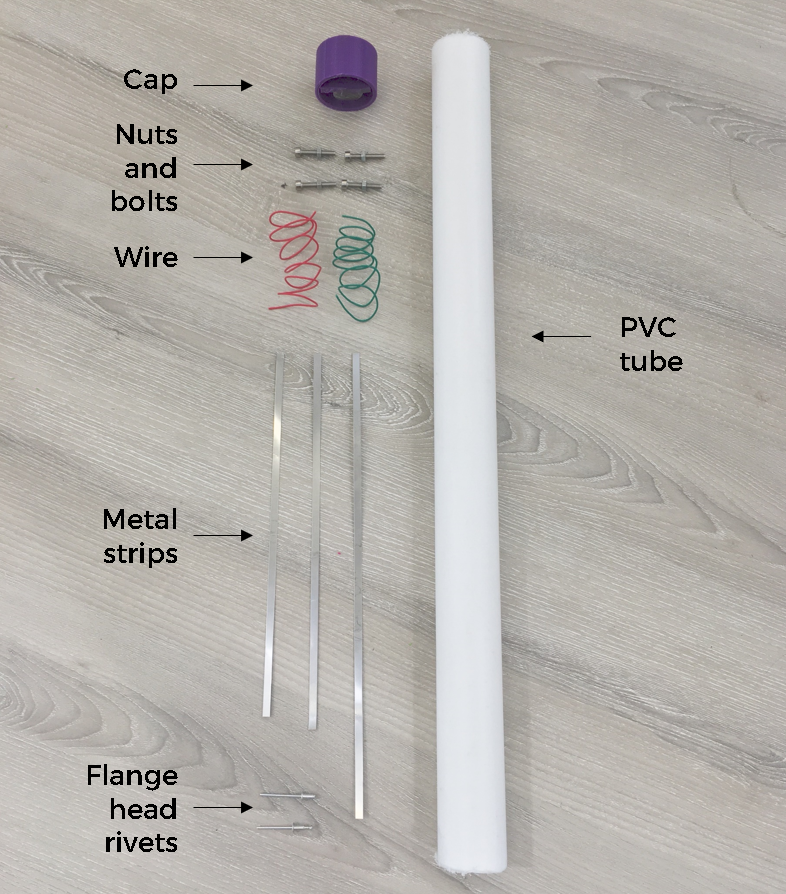 Cap
Nuts
and
bolts
Wire
PVC
tube
Metal
strips
Flange
head
rivets